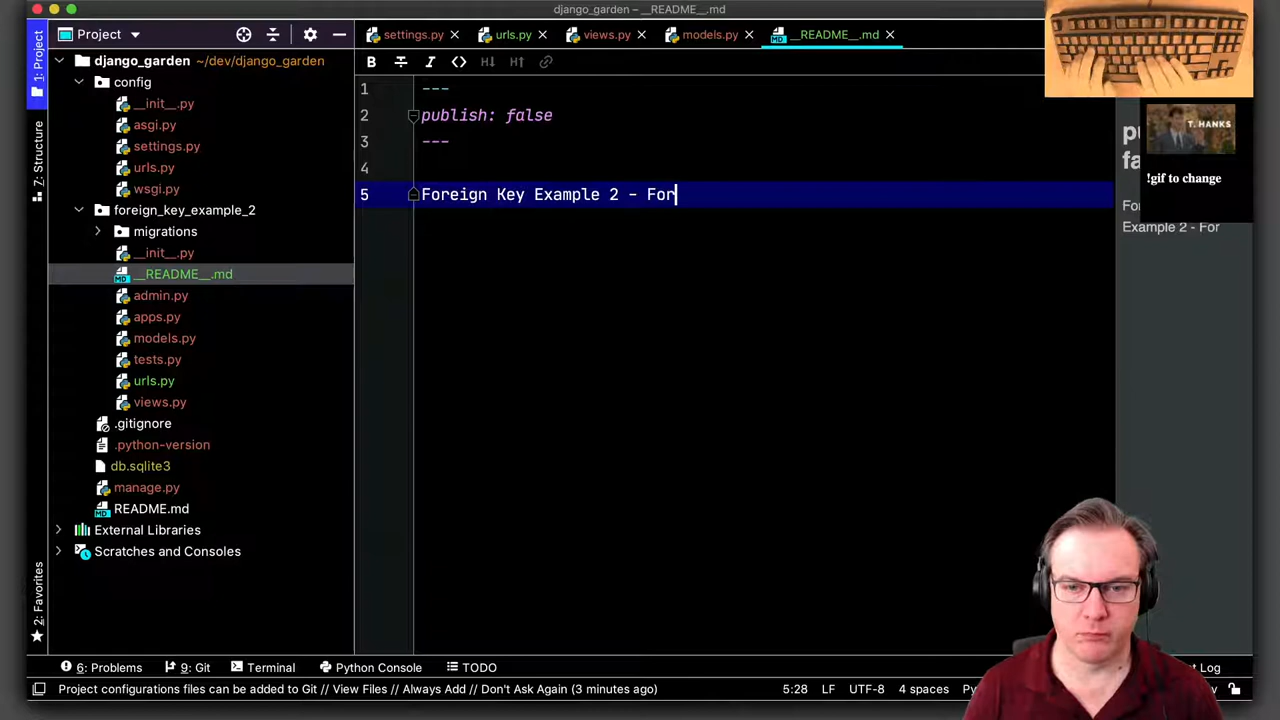 django_garden – __README__.md
Project
settings.py
urls.py
views.py
models.py
__README__.md
1: Project
7: Structure
2: Favorites
django_garden ~/dev/django_garden
config
__init__.py
asgi.py
settings.py
urls.py
wsgi.py
foreign_key_example_2
migrations
__init__.py
__README__.md
admin.py
apps.py
models.py
tests.py
urls.py
views.py
.gitignore
.python-version
db.sqlite3
manage.py
README.md
External Libraries
Scratches and Consoles
1 ---
2 publish: false
3 ---
4
5 Foreign Key Example 2 - For
T. HANKS
!gif to change
Example 2 - For
6: Problems
9: Git
Terminal
Python Console
TODO
t Log
Project configurations files can be added to Git // View Files // Always Add // Don't Ask Again (3 minutes ago)
5:28 LF UTF-8 4 spaces